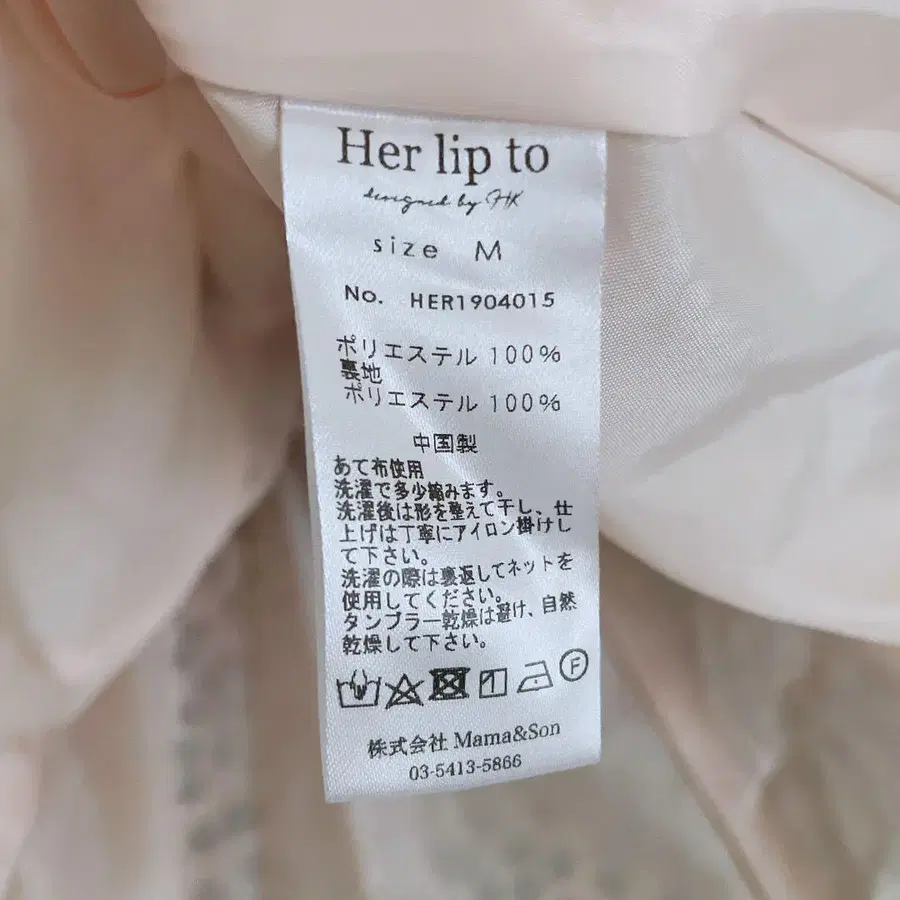 Her lip to
designed by HK
size M
No. HER1904015
ポリエステル 100%
裏地
ポリエステル 100%
中国製
あて布使用
洗濯で多少縮みます。
洗濯後は形を整えて干し、仕
上げは丁寧にアイロン掛けし
て下さい。
洗濯の際は裏返してネットを
使用してください。
タンブラー乾燥は避け、自然
乾燥して下さい。
F
株式会社 Mama&Son
03-5413-5866